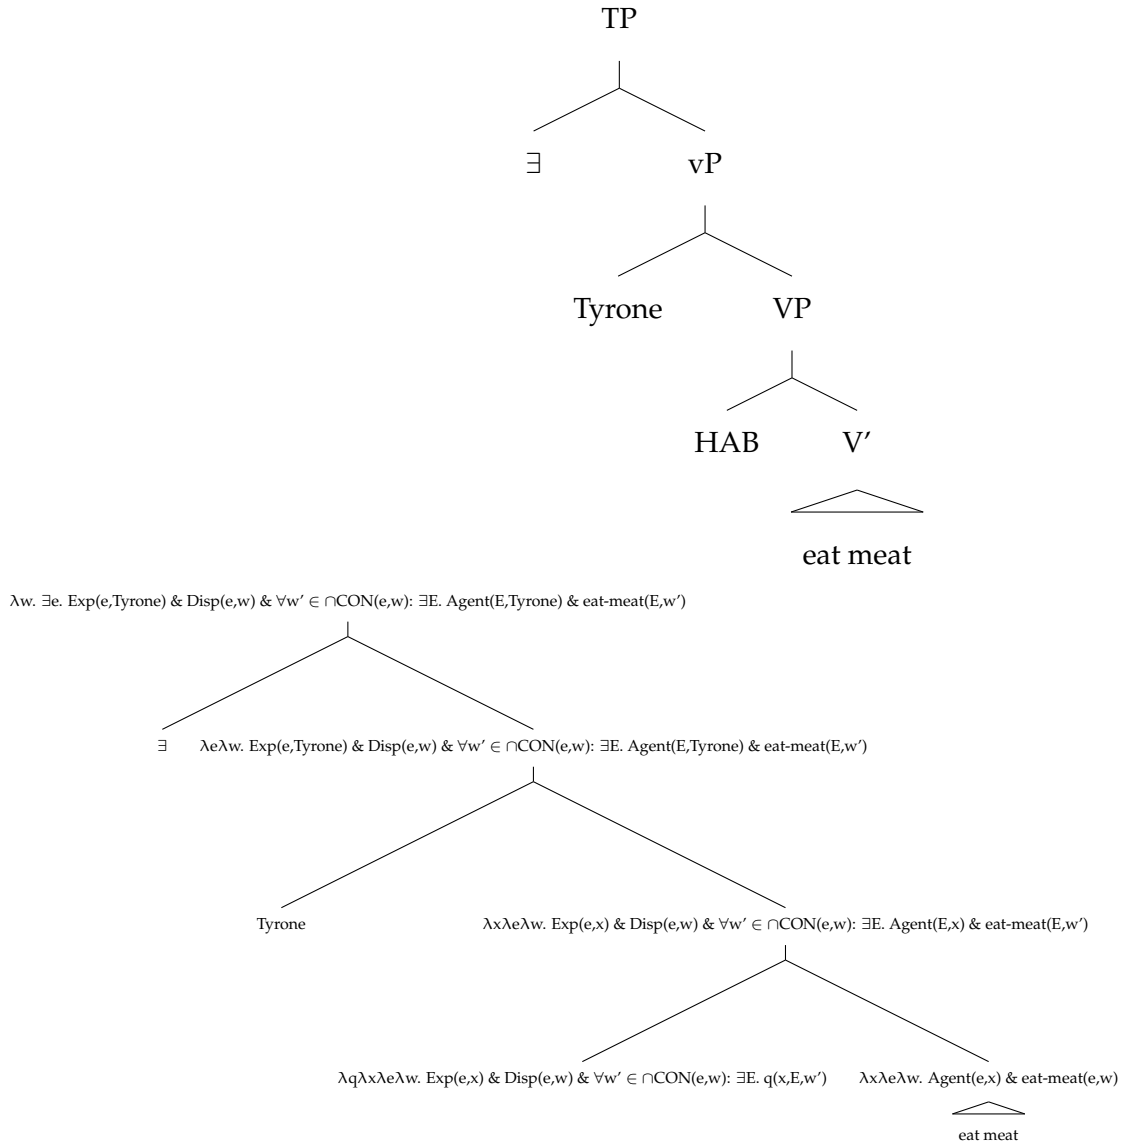 TP
∃ vP
Tyrone VP
HAB V’
eat meat
λw. ∃e. Exp(e,Tyrone) & Disp(e,w) & ∀w’ ∈ ∩CON(e,w): ∃E. Agent(E,Tyrone) & eat-meat(E,w’)
∃ λeλw. Exp(e,Tyrone) & Disp(e,w) & ∀w’ ∈ ∩CON(e,w): ∃E. Agent(E,Tyrone) & eat-meat(E,w’)
Tyrone λxλeλw. Exp(e,x) & Disp(e,w) & ∀w’ ∈ ∩CON(e,w): ∃E. Agent(E,x) & eat-meat(E,w’)
λqλxλeλw. Exp(e,x) & Disp(e,w) & ∀w’ ∈ ∩CON(e,w): ∃E. q(x,E,w’) λxλeλw. Agent(e,x) & eat-meat(e,w)
eat meat